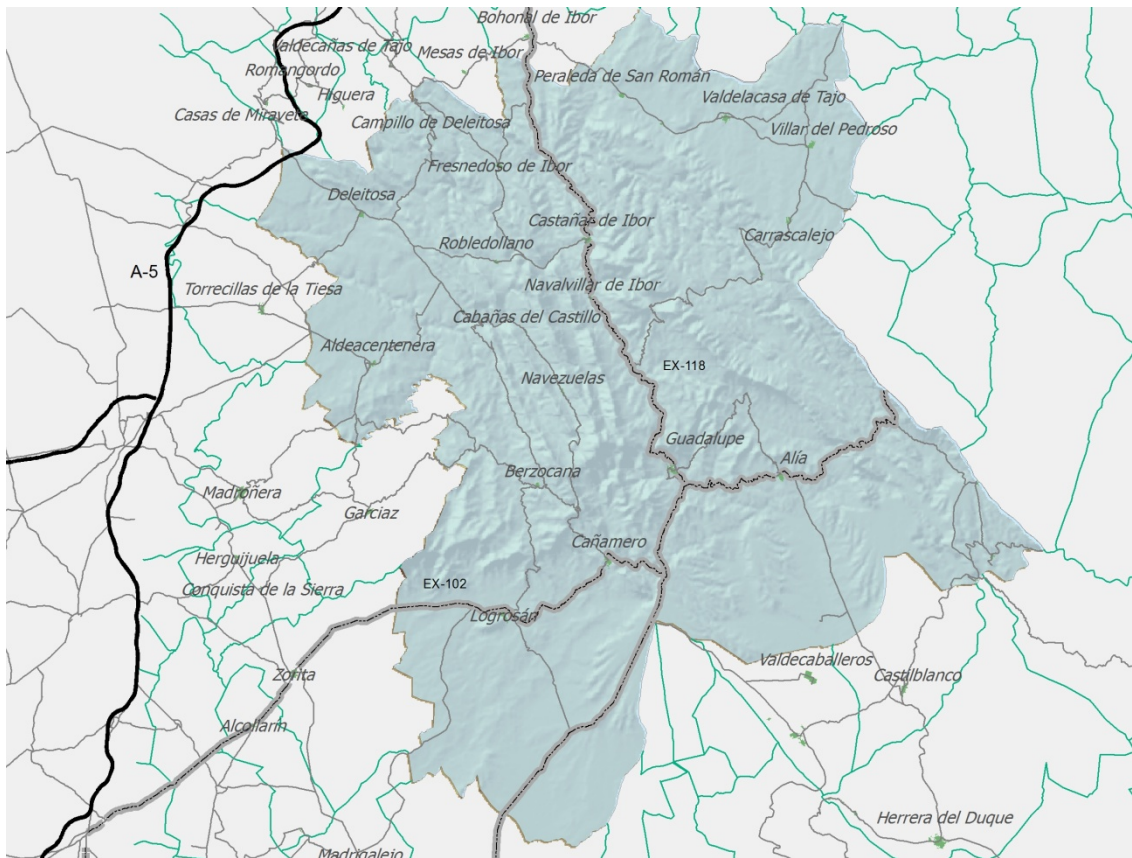 Bohonal de Ibor
Valdecañas de Tajo
Mesas de Ibor
Romangordo
Peraleda de San Román
Higuera
Valdelacasa de Tajo
Casas de Miravete
Campillo de Deleitosa
Villar del Pedroso
Fresnedoso de Ibor
Deleitosa
Castañar de Ibor
Carrascalejo
Robledollano
A-5
Torrecillas de la Tiesa
Navalvillar de Ibor
Cabañas del Castillo
Aldeacentenera
EX-118
Navezuelas
Guadalupe
Alía
Berzocana
Madroñera
Garciaz
Cañamero
Herguijuela
EX-102
Conquista de la Sierra
Logrosán
Valdecaballeros
Zorita
Castilblanco
Alcollarín
Herrera del Duque
Madrigalejo